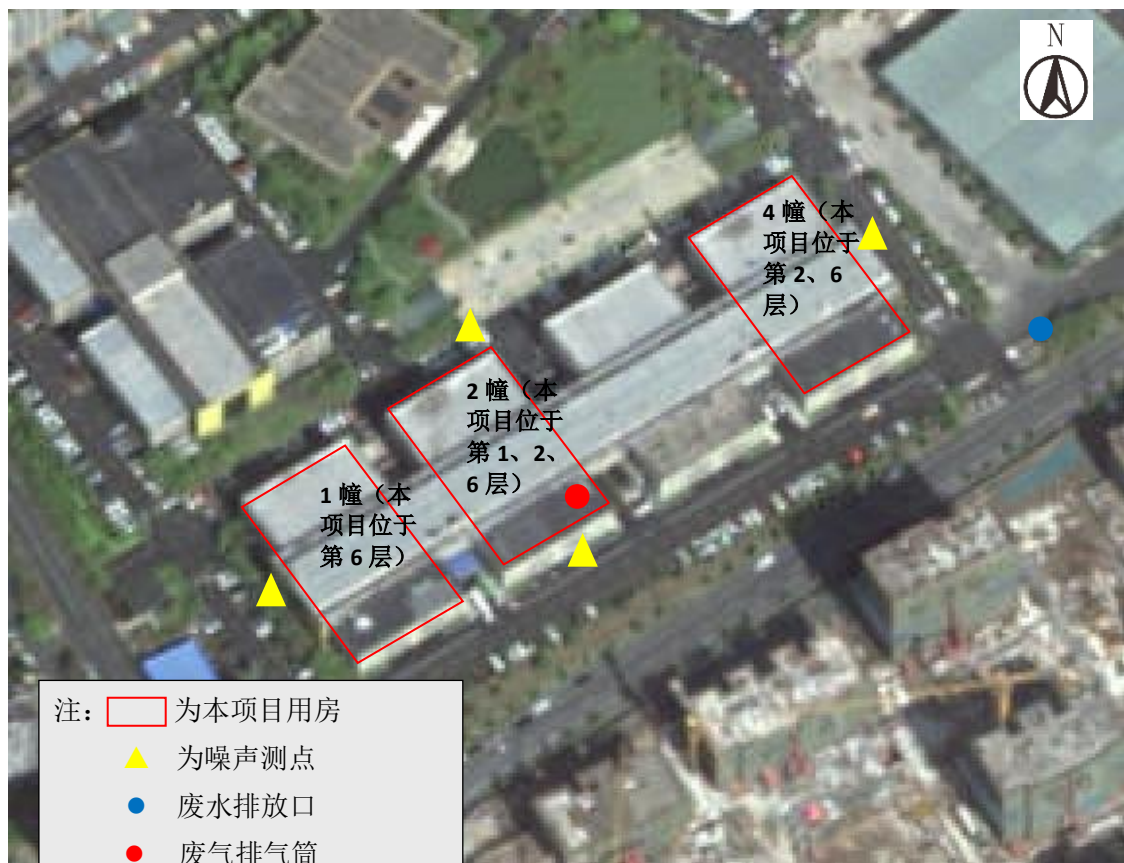 N
4 幢（本
项目位于
第 2、6
层）
2 幢（本
项目位于
第 1、2、
6 层）
1 幢（本
项目位于
第 6 层）
注： 为本项目用房
为噪声测点
废水排放口
废气排气筒